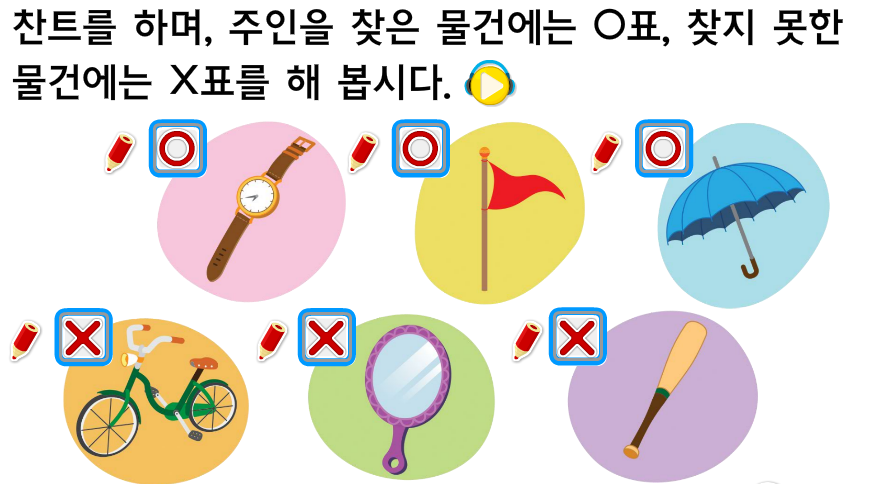 찬트를 하며, 주인을 찾은 물건에는 O표, 찾지 못한
물건에는 X표를 해 봅시다.